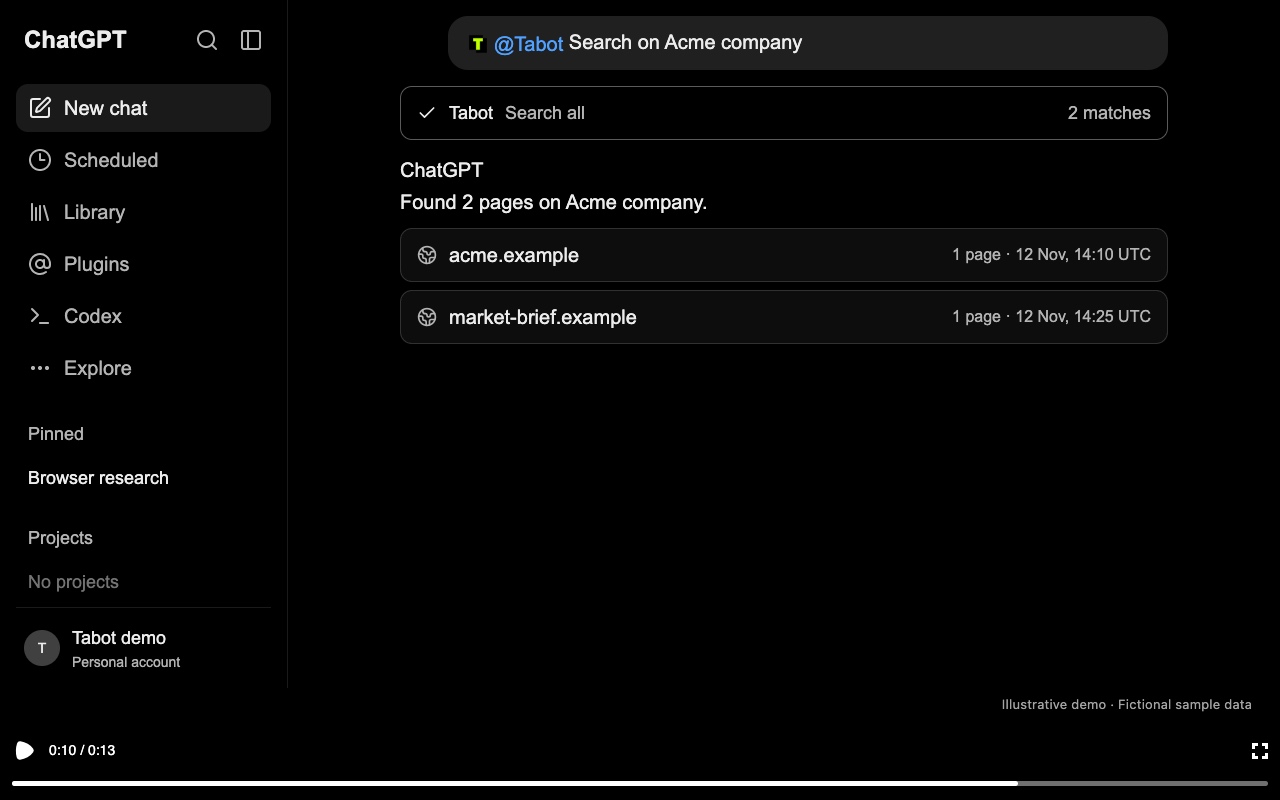 ChatGPT
New chat
Scheduled
Library
Plugins
Codex
Explore
Pinned
Browser research
Projects
No projects
T
Tabot demo
Personal account
T @Tabot Search on Acme company
Tabot Search all 2 matches
ChatGPT
Found 2 pages on Acme company.
acme.example 1 page · 12 Nov, 14:10 UTC
market-brief.example 1 page · 12 Nov, 14:25 UTC
Illustrative demo · Fictional sample data
0:10 / 0:13